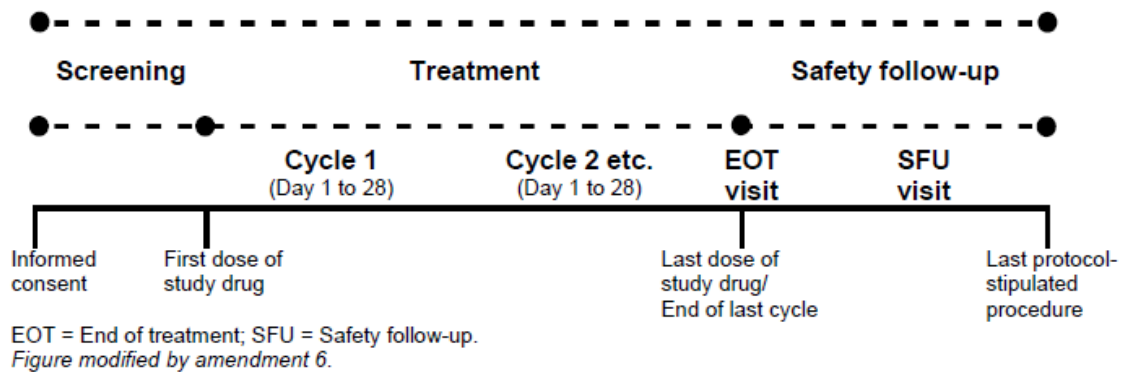 Screening Treatment Safety follow-up
Cycle 1 Cycle 2 etc. EOT SFU
(Day 1 to 28) (Day 1 to 28) visit visit
Informed First dose of Last dose of Last protocol-
consent study drug study drug/ stipulated
End of last cycle procedure
EOT = End of treatment; SFU = Safety follow-up.
Figure modified by amendment 6.